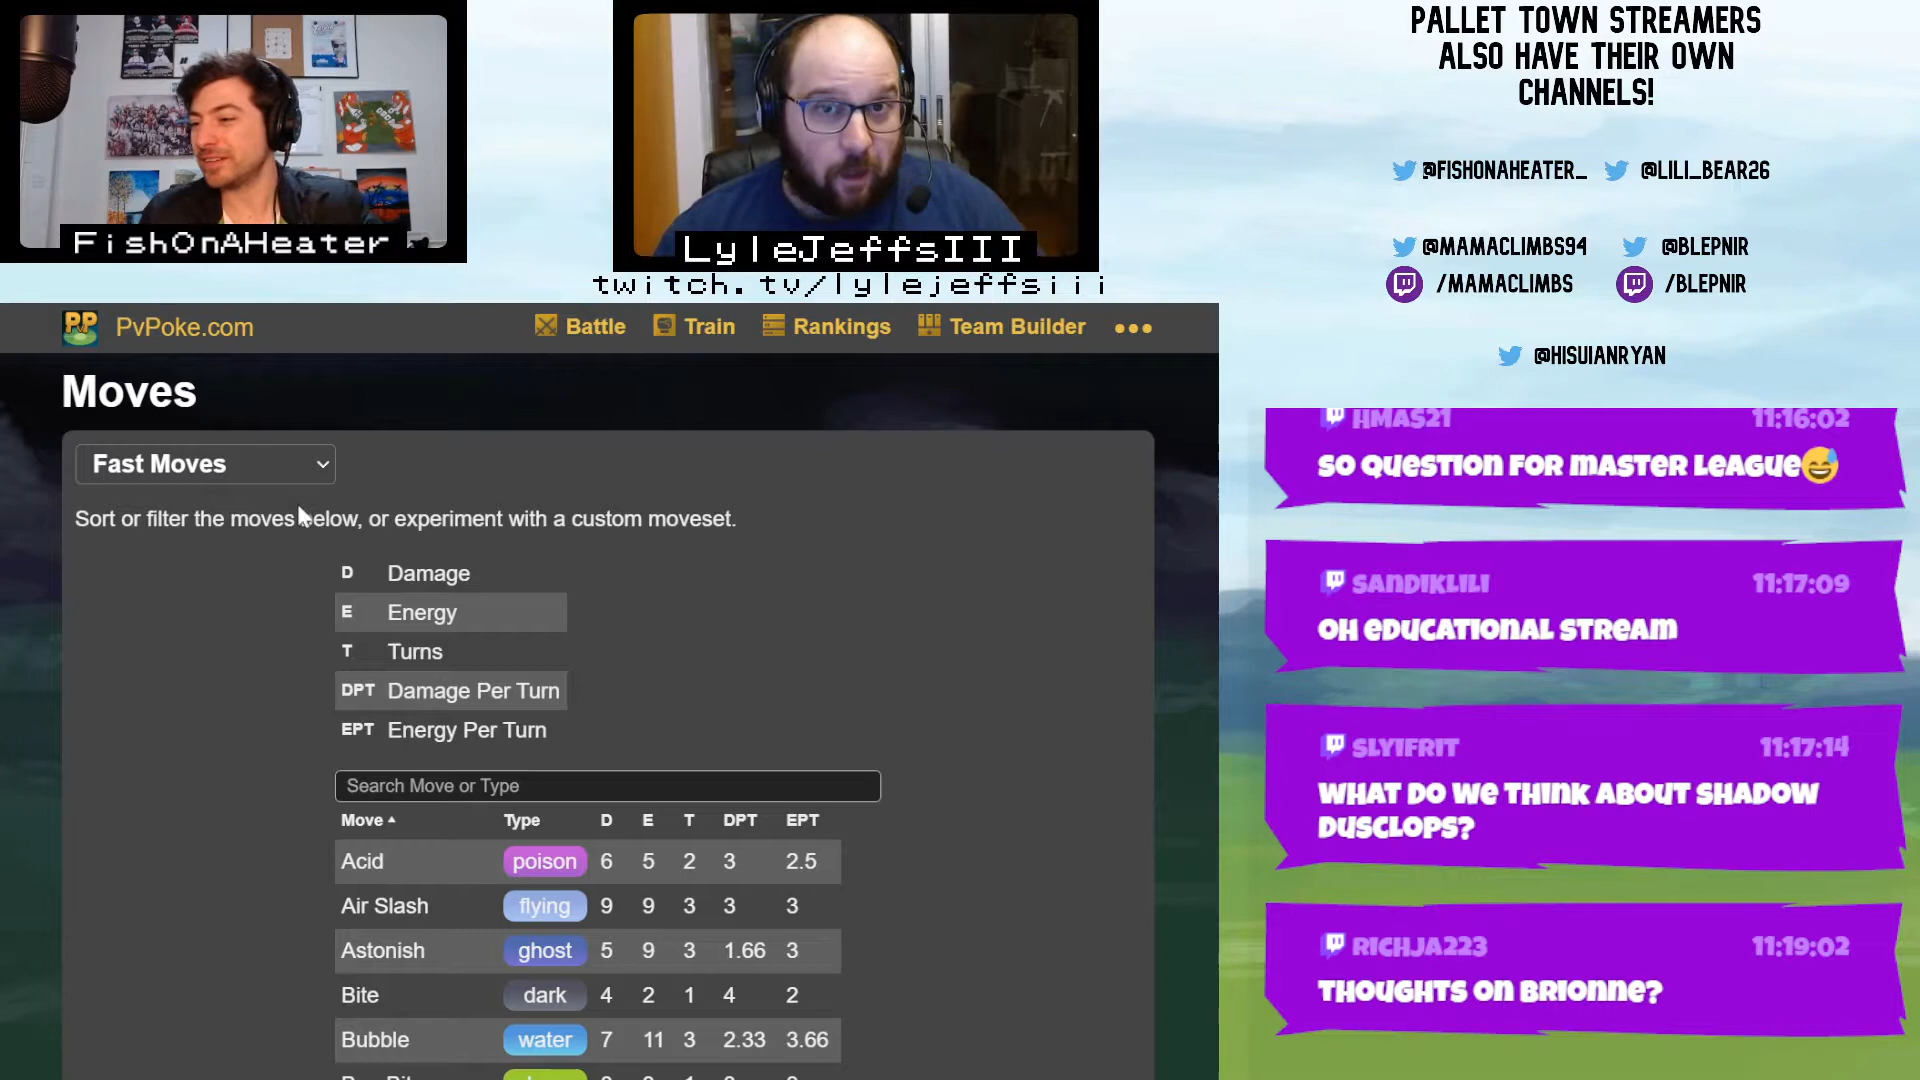 FishOnAHeater
LyleJeffsIII
twitch.tv/lylejeffsiii
PALLET TOWN STREAMERS
ALSO HAVE THEIR OWN
CHANNELS!
@FISHONAHEATER_ @LILI_BEAR26
@MAMACLIMBS94 @BLEPNIR
/MAMACLIMBS /BLEPNIR
@HISUIANRYAN
PP PvPoke.com Battle Train Rankings Team Builder •••
Moves
Fast Moves
Sort or filter the moves below, or experiment with a custom moveset.
D Damage
E Energy
T Turns
DPT Damage Per Turn
EPT Energy Per Turn
Search Move or Type
Move Type D E T DPT EPT
Acid poison 6 5 2 3 2.5
Air Slash flying 9 9 3 3 3
Astonish ghost 5 9 3 1.66 3
Bite dark 4 2 1 4 2
Bubble water 7 11 3 2.33 3.66
HMAS21 11:16:02
SO QUESTION FOR MASTER LEAGUE😅
SANDIKLILI 11:17:09
OH EDUCATIONAL STREAM
SLYIFRIT 11:17:14
WHAT DO WE THINK ABOUT SHADOW
DUSCLOPS?
RICHJA223 11:19:02
THOUGHTS ON BRIONNE?